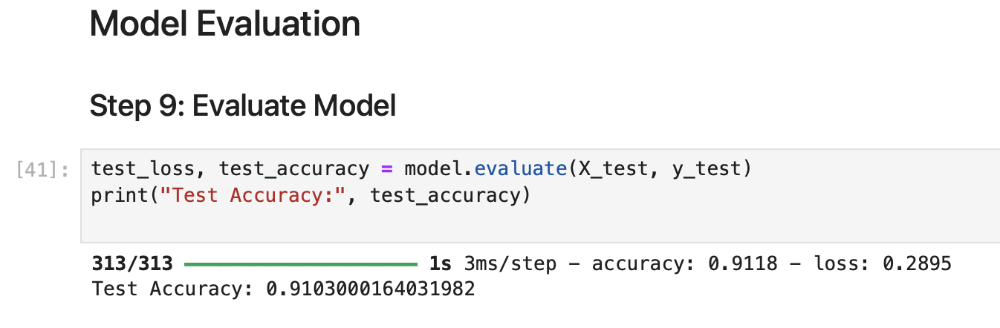 Model Evaluation
Step 9: Evaluate Model
[41]:
test_loss, test_accuracy = model.evaluate(X_test, y_test)
print("Test Accuracy:", test_accuracy)
313/313 ━━━━━━━━━━━━━━━━━━━━ 1s 3ms/step – accuracy: 0.9118 – loss: 0.2895
Test Accuracy: 0.9103000164031982